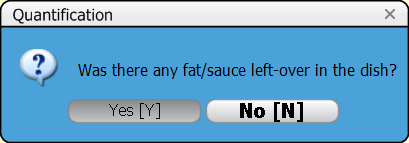 Quantification
Was there any fat/sauce left-over in the dish?
Yes [Y] No [N]